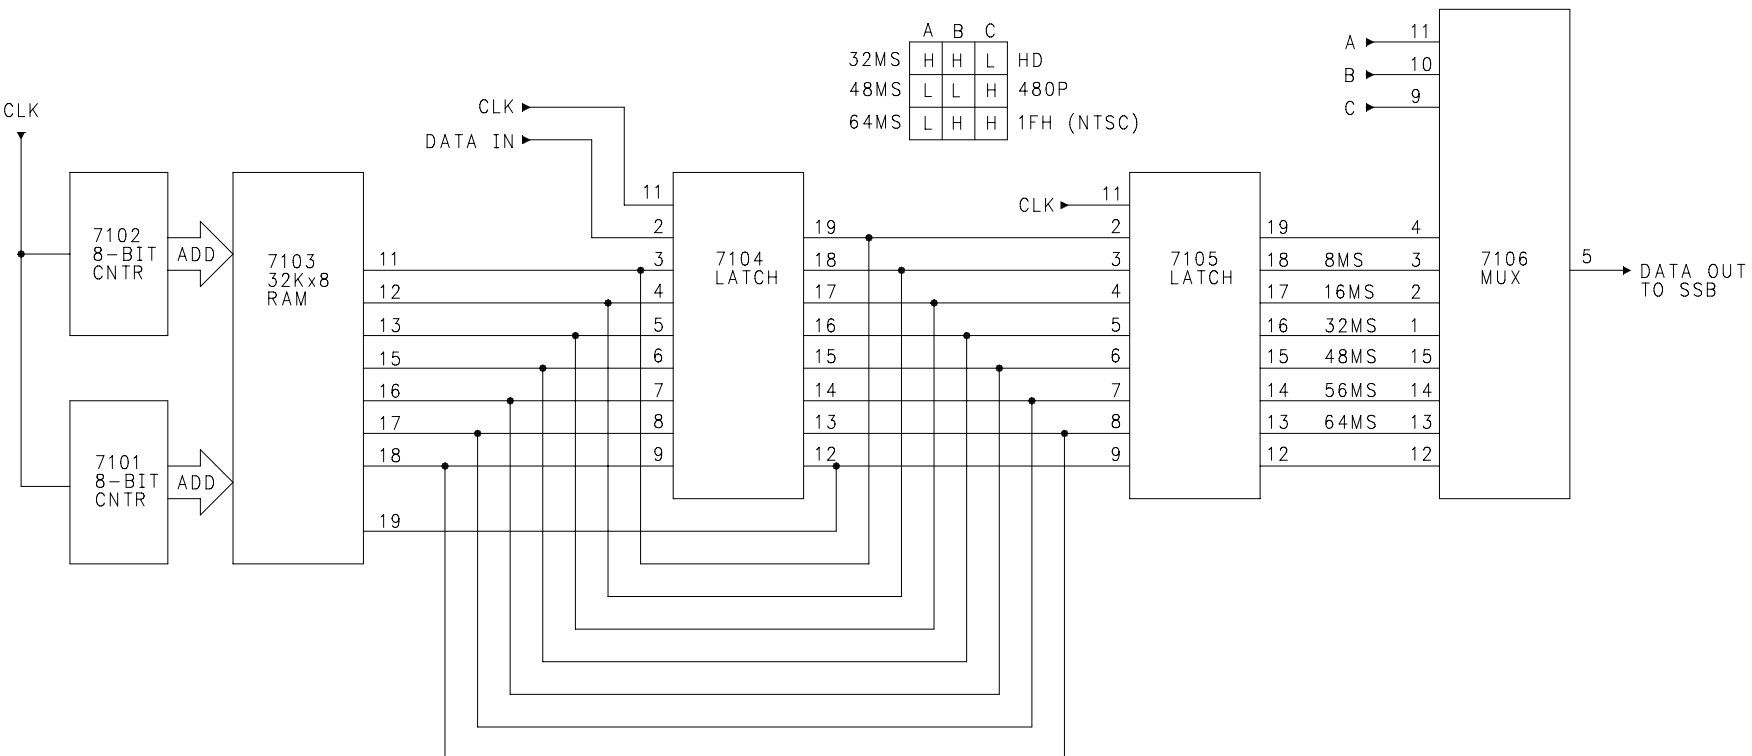 A B C
32MS H H L HD
48MS L L H 480P
64MS L H H 1FH (NTSC)
CLK
CLK
DATA IN
A 11
B 10
C 9
7102
8-BIT
CNTR
ADD
7101
8-BIT
CNTR
ADD
7103
32Kx8
RAM
11
12
13
15
16
17
18
19
11
2
3
4
5
6
7
8
9
7104
LATCH
19
18
17
16
15
14
13
12
CLK 11
2
3
4
5
6
7
8
9
7105
LATCH
19 4
18 8MS 3
17 16MS 2
16 32MS 1
15 48MS 15
14 56MS 14
13 64MS 13
12 12
7106
MUX
5
DATA OUT
TO SSB